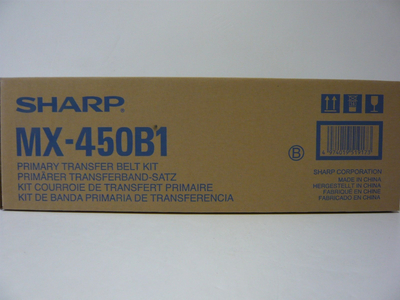 SHARP
MX-450B1
PRIMARY TRANSFER BELT KIT
PRIMÄRER TRANSFERBAND-SATZ
KIT COURROIE DE TRANSFERT PRIMAIRE
KIT DE BANDA PRIMARIA DE TRANSFERENCIA
B
SHARP CORPORATION
MADE IN CHINA
HERGESTELLT IN CHINA
FABRIQUÉ EN CHINE
FABRICADO EN CHINA